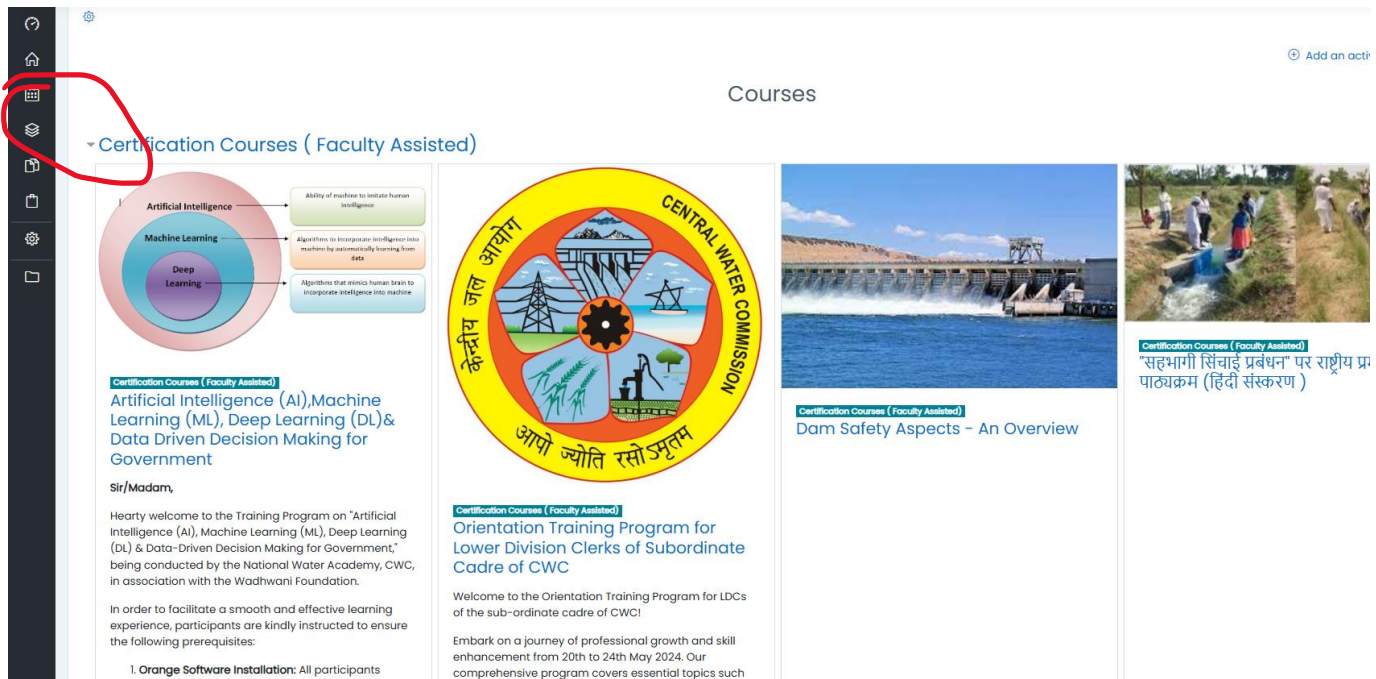 Add an activ
Courses
Certification Courses ( Faculty Assisted)
Artificial Intelligence
Machine Learning
Deep
Learning
Ability of machine to imitate human
intelligence
Algorithms to incorporate intelligence into
machine by automatically learning from
data
Algorithms that mimics human brain to
incorporate intelligence into machine
Certification Courses ( Faculty Assisted)
Artificial Intelligence (AI),Machine
Learning (ML), Deep Learning (DL)&
Data Driven Decision Making for
Government
Sir/Madam,
Hearty welcome to the Training Program on "Artificial
Intelligence (AI), Machine Learning (ML), Deep Learning
(DL) & Data-Driven Decision Making for Government,"
being conducted by the National Water Academy, CWC,
in association with the Wadhwani Foundation.
In order to facilitate a smooth and effective learning
experience, participants are kindly instructed to ensure
the following prerequisites:
1. Orange Software Installation: All participants
केन्द्रीय जल आयोग
CENTRAL WATER COMMISSION
आपो ज्योति रसोऽमृतम
Certification Courses ( Faculty Assisted)
Orientation Training Program for
Lower Division Clerks of Subordinate
Cadre of CWC
Welcome to the Orientation Training Program for LDCs
of the sub-ordinate cadre of CWC!
Embark on a journey of professional growth and skill
enhancement from 20th to 24th May 2024. Our
comprehensive program covers essential topics such
Certification Courses ( Faculty Assisted)
Dam Safety Aspects - An Overview
Certification Courses ( Faculty Assisted)
"सहभागी सिंचाई प्रबंधन" पर राष्ट्रीय
पाठ्यक्रम (हिंदी संस्करण )